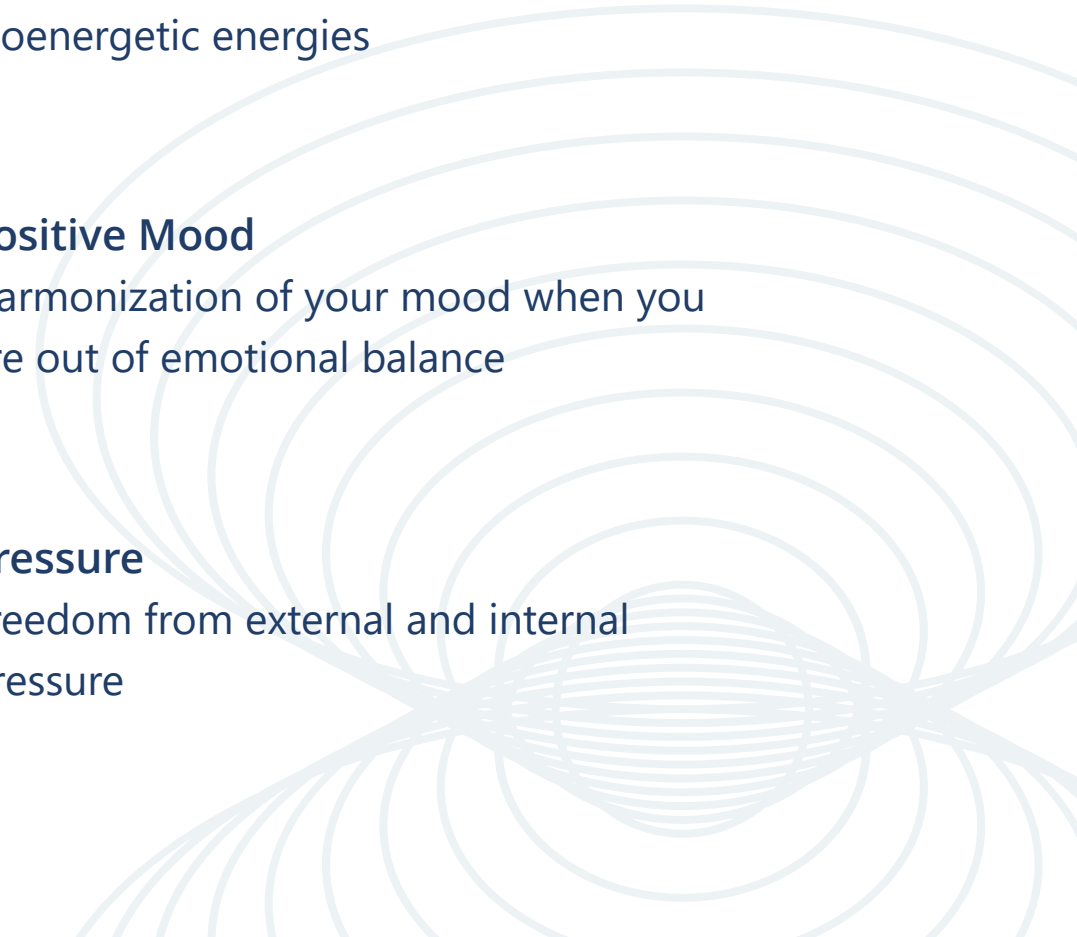 oenergetic energies
ositive Mood
armonization of your mood when you
re out of emotional balance
ressure
reedom from external and internal
ressure